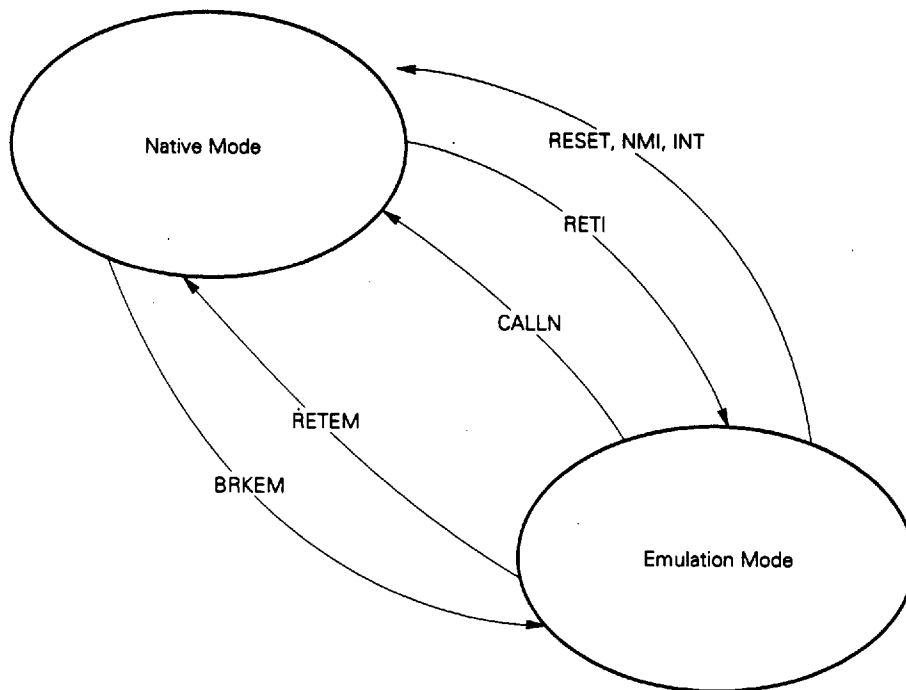 Native Mode
RESET, NMI, INT
RETI
CALLN
RETEM
BRKEM
Emulation Mode